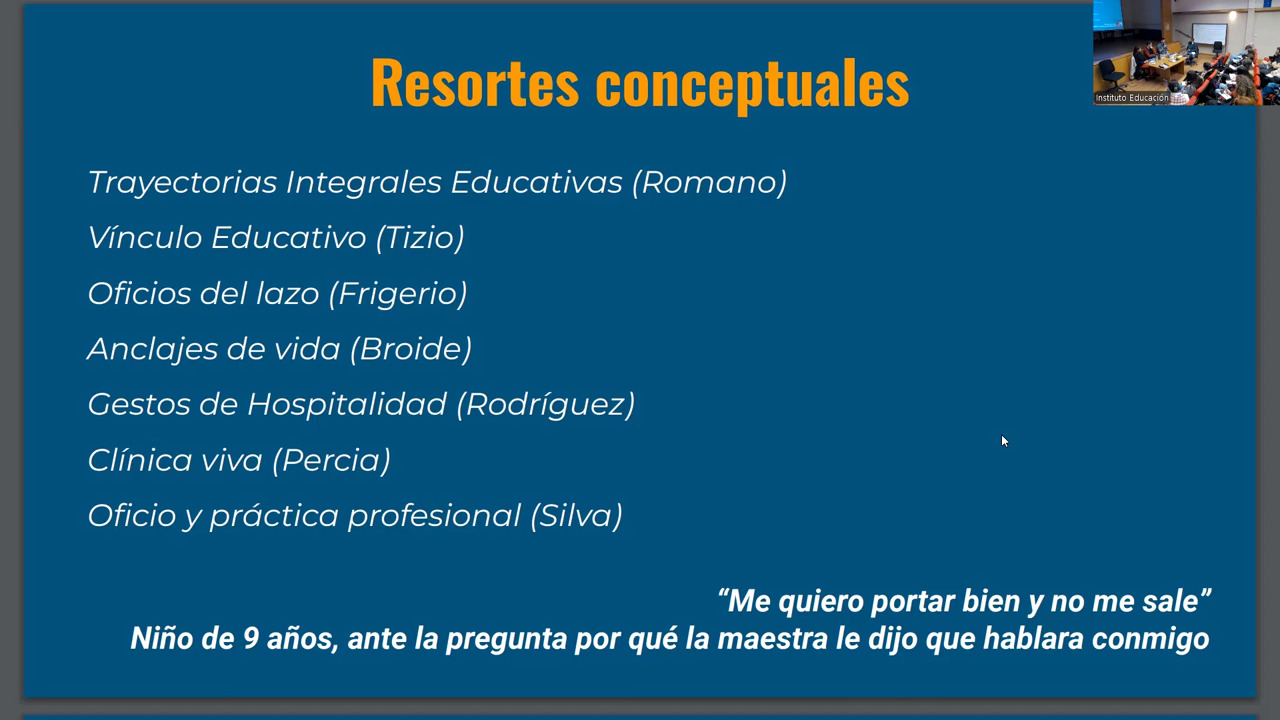 Resortes conceptuales
Instituto Educación
Trayectorias Integrales Educativas (Romano)
Vínculo Educativo (Tizio)
Oficios del lazo (Frigerio)
Anclajes de vida (Broide)
Gestos de Hospitalidad (Rodríguez)
Clínica viva (Percia)
Oficio y práctica profesional (Silva)
“Me quiero portar bien y no me sale”
Niño de 9 años, ante la pregunta por qué la maestra le dijo que hablara conmigo